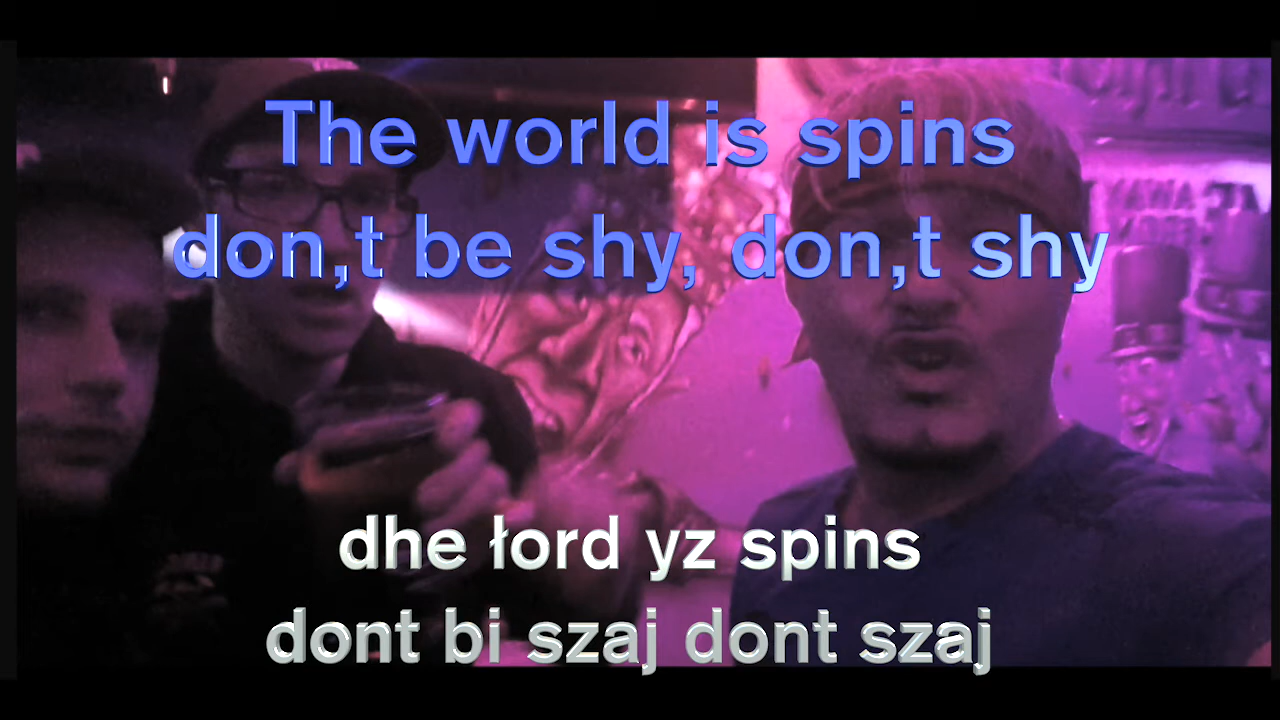 The world is spins
don,t be shy, don,t shy
dhe łord yz spins
dont bi szaj dont szaj